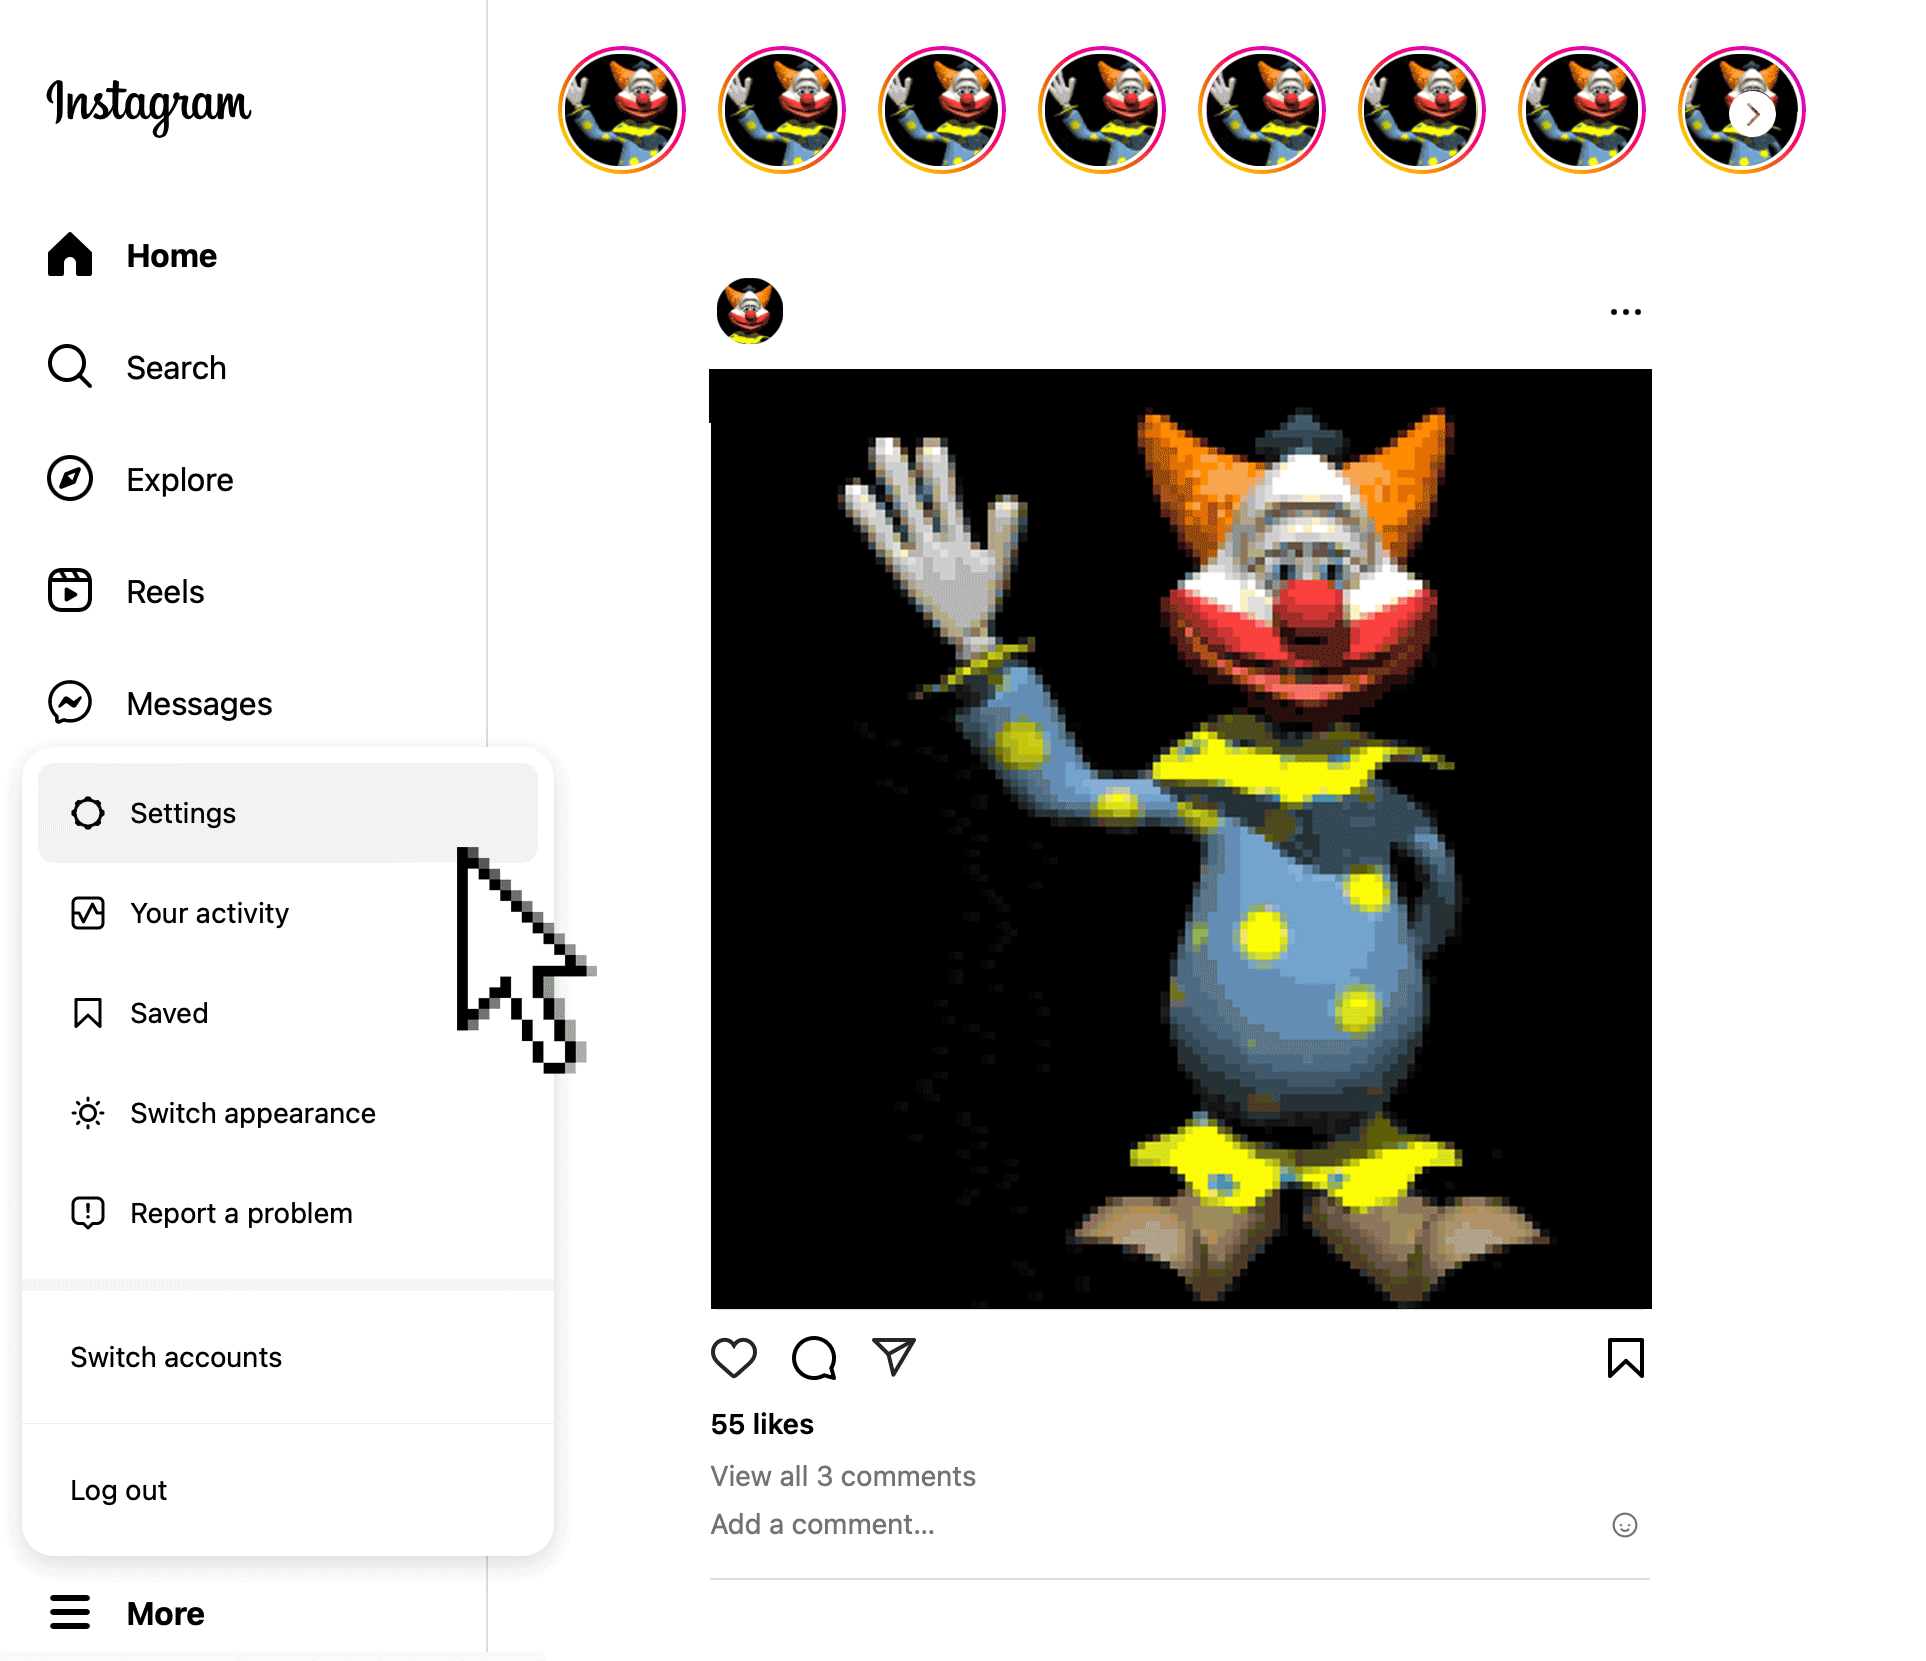 Instagram
Home
Search
Explore
Reels
Messages
Settings
Your activity
Saved
Switch appearance
Report a problem
Switch accounts
Log out
More
55 likes
View all 3 comments
Add a comment...